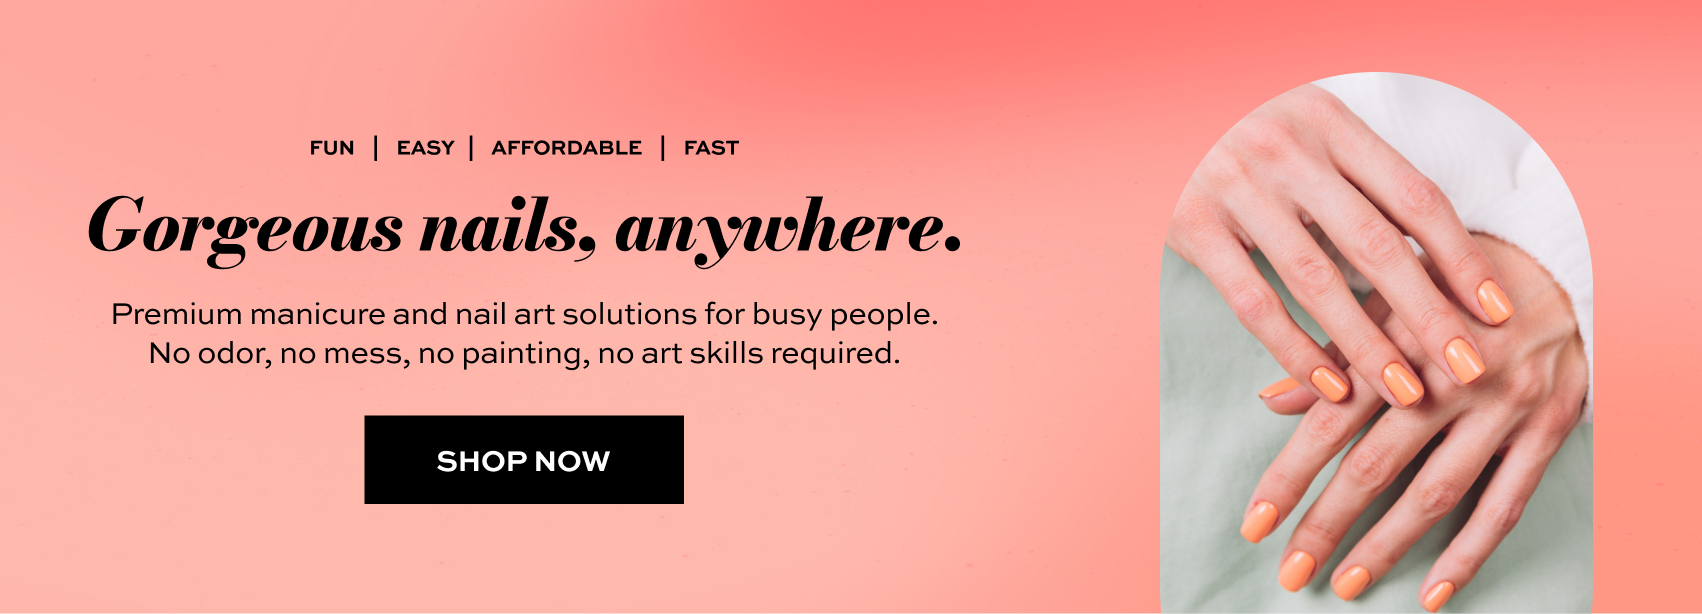 FUN | EASY | AFFORDABLE | FAST
Gorgeous nails, anywhere.
Premium manicure and nail art solutions for busy people.
No odor, no mess, no painting, no art skills required.
SHOP NOW